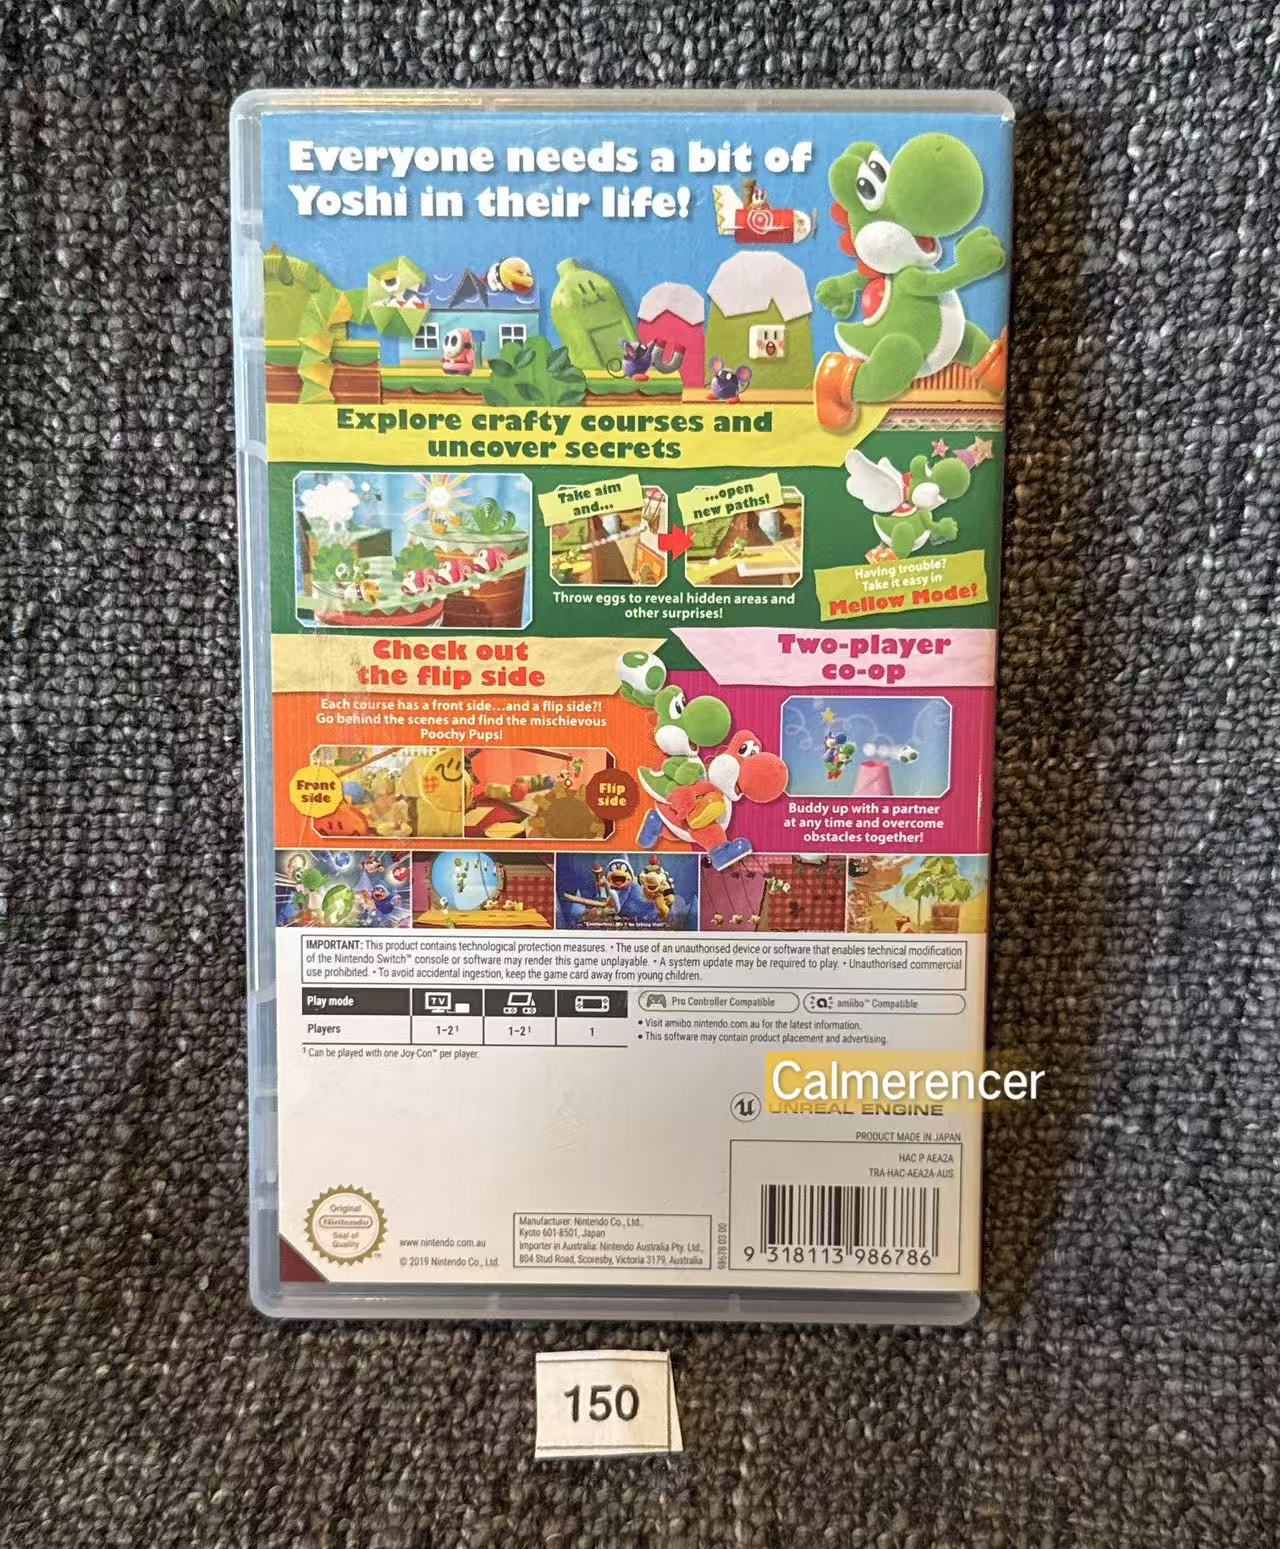 Everyone needs a bit of
Yoshi in their life!
Explore crafty courses and
uncover secrets
Take aim
and...
...open
new paths!
Throw eggs to reveal hidden areas and
other surprises!
Having trouble?
Take it easy in
Mellow Mode!
Check out
the flip side
Each course has a front side...and a flip side?!
Go behind the scenes and find the mischievous
Poochy Pups!
Front
side
Flip
side
Two-player
co-op
Buddy up with a partner
at any time and overcome
obstacles together!
IMPORTANT: This product contains technological protection measures. • The use of an unauthorised device or software that enables technical modification
of the Nintendo Switch™ console or software may render this game unplayable. • A system update may be required to play. • Unauthorised commercial
use prohibited. • To avoid accidental ingestion, keep the game card away from young children.
Play mode
TV
Players
1-2¹
1-2¹
1
¹ Can be played with one Joy-Con™ per player.
Pro Controller Compatible
amiibo™ Compatible
• Visit amiibo.nintendo.com.au for the latest information.
• This software may contain product placement and advertising.
Calmerencer
UNREAL ENGINE
PRODUCT MADE IN JAPAN
HAC P AEA2A
TRA-HAC-AEA2A-AUS
9 318113 986786
98678 03 00
Original
Nintendo
Seal of
Quality
™
www.nintendo.com.au
© 2019 Nintendo Co., Ltd.
Manufacturer: Nintendo Co., Ltd.,
Kyoto 601-8501, Japan
Importer in Australia: Nintendo Australia Pty. Ltd.,
804 Stud Road, Scoresby, Victoria 3179, Australia
150